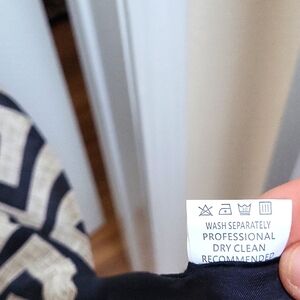 WASH SEPARATELY
PROFESSIONAL
DRY CLEAN
RECOMMENDED